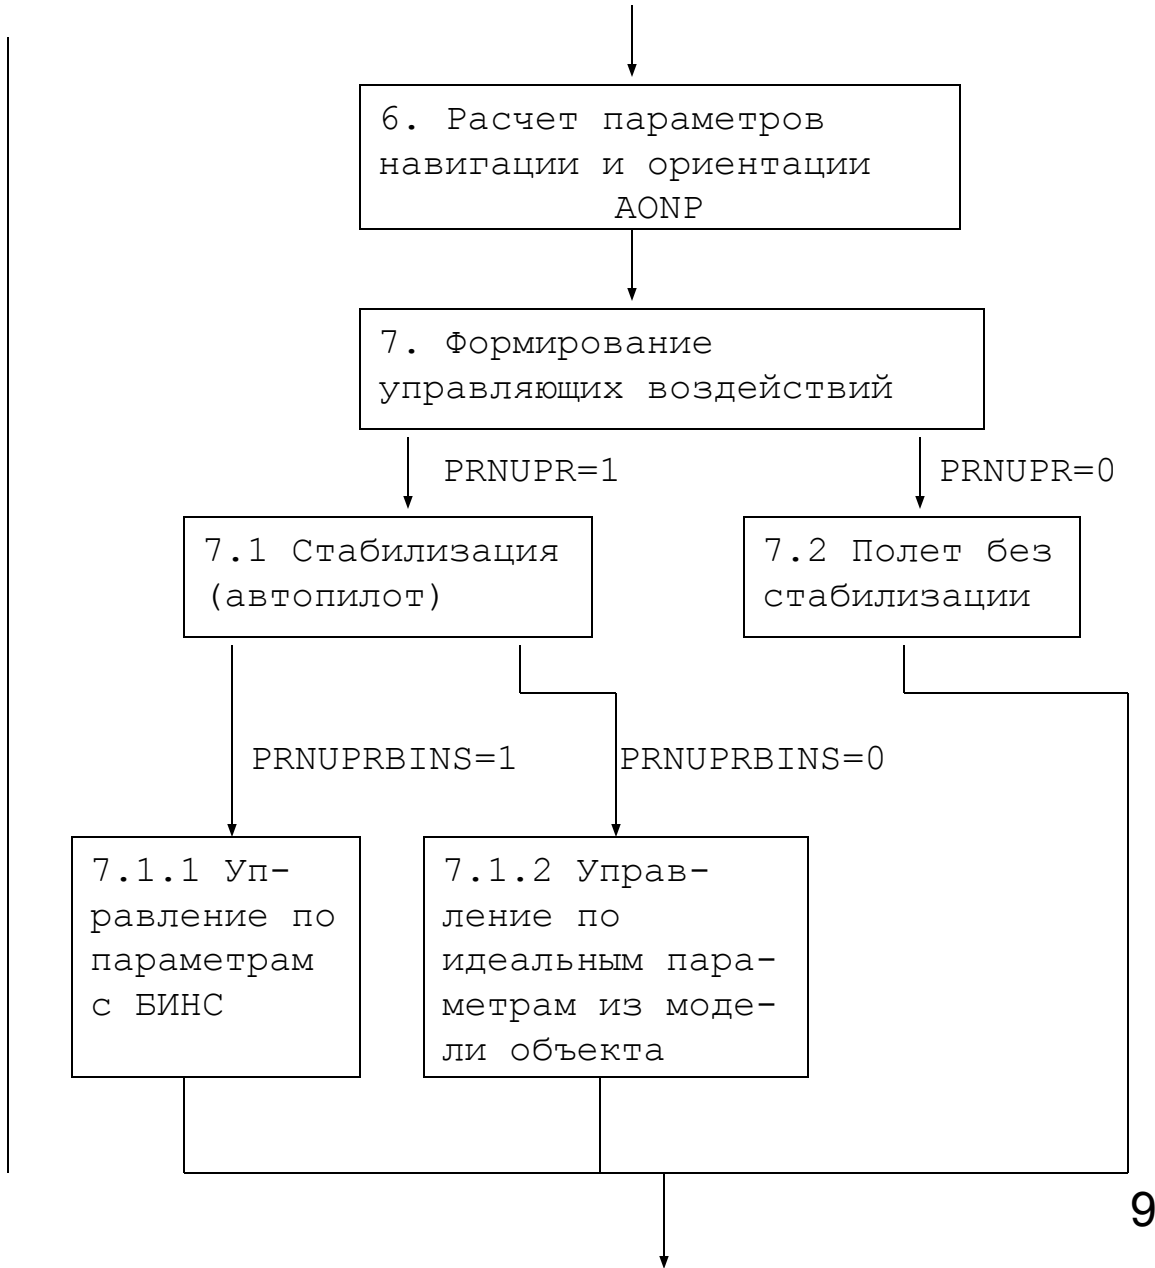 6. Расчет параметров
навигации и ориентации
AONP
7. Формирование
управляющих воздействий
PRNUPR=1
PRNUPR=0
7.1 Стабилизация
(автопилот)
7.2 Полет без
стабилизации
PRNUPRBINS=1
PRNUPRBINS=0
7.1.1 Уп-
равление по
параметрам
с БИНС
7.1.2 Управ-
ление по
идеальным пара-
метрам из моде-
ли объекта
9